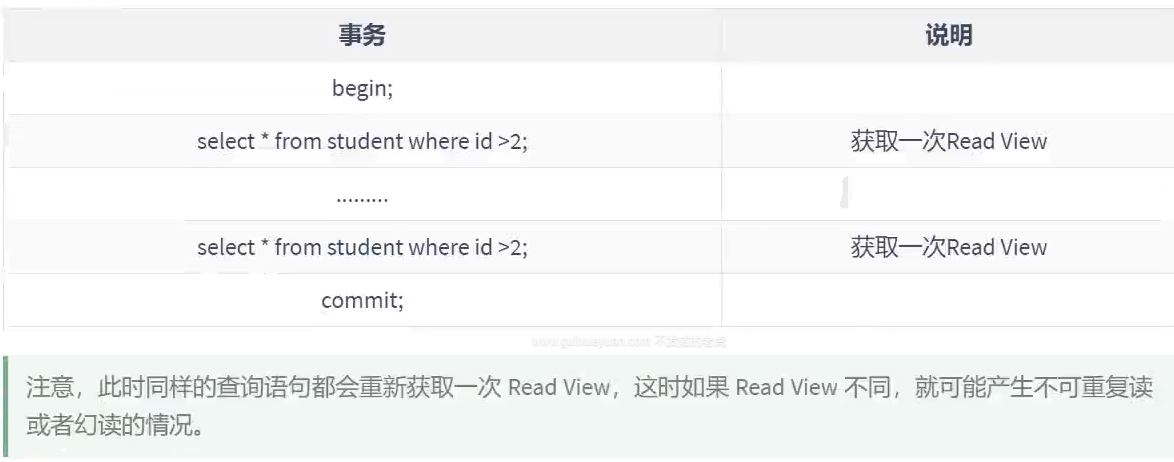 事务 说明
begin;
select * from student where id >2; 获取一次Read View
.........
select * from student where id >2; 获取一次Read View
commit;
注意，此时同样的查询语句都会重新获取一次 Read View，这时如果 Read View 不同，就可能产生不可重复读
或者幻读的情况。